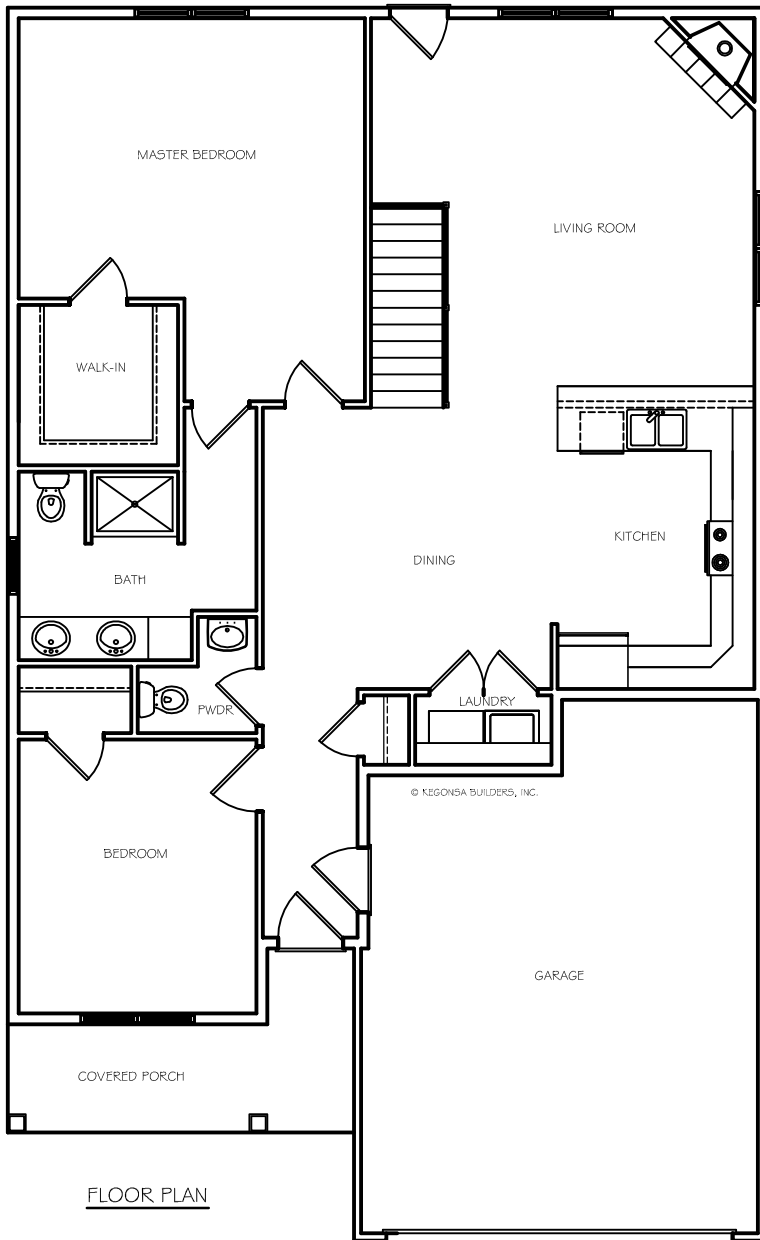 MASTER BEDROOM
LIVING ROOM
WALK-IN
KITCHEN
DINING
BATH
LAUNDRY
PWDR
© KEGONSA BUILDERS, INC.
BEDROOM
GARAGE
COVERED PORCH
FLOOR PLAN